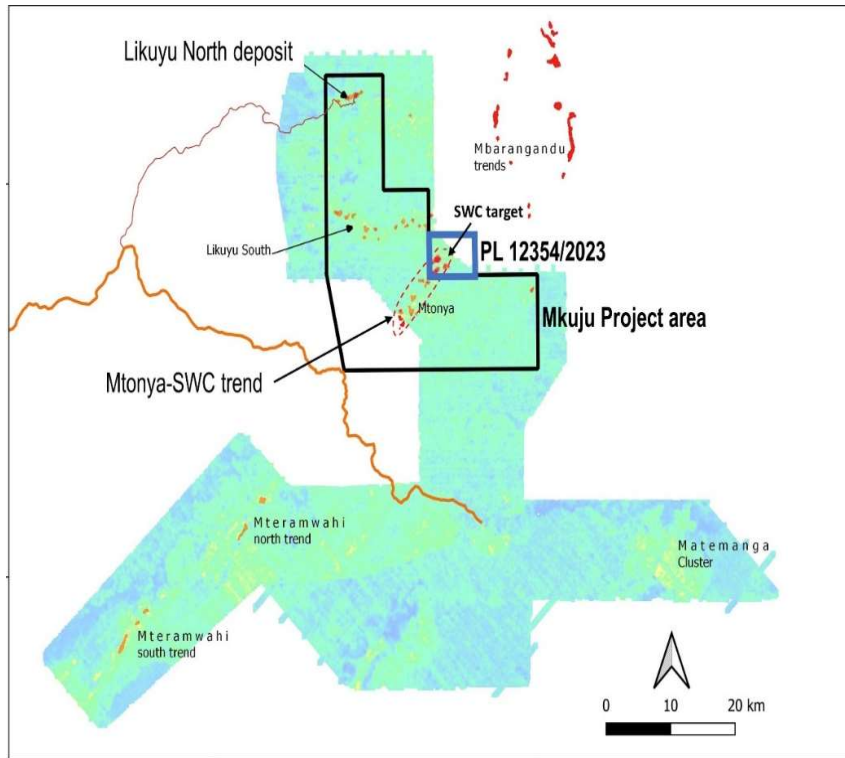 Likuyu North deposit
Mbarangandu
trends
SWC target
Likuyu South
PL 12354/2023
Mtonya
Mkuju Project area
Mtonya-SWC trend
Mteramwahi
north trend
Matemanga
Cluster
Mteramwahi
south trend
0 10 20 km